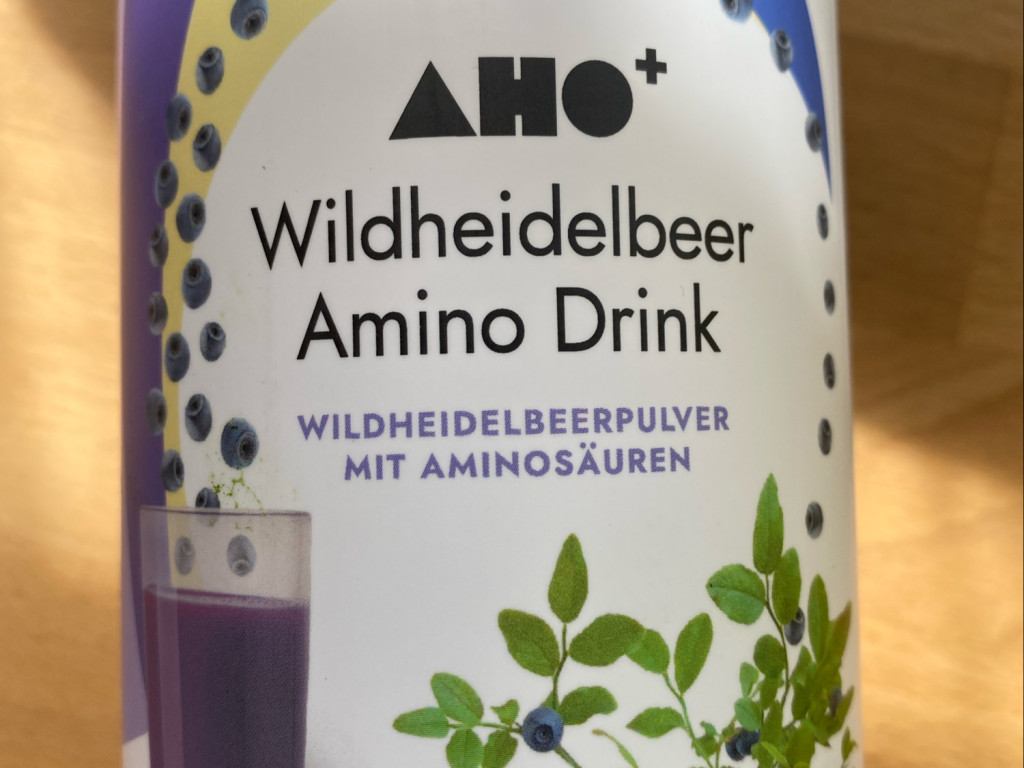 AHO+
Wildheidelbeer
Amino Drink
WILDHEIDELBEERPULVER
MIT AMINOSÄUREN